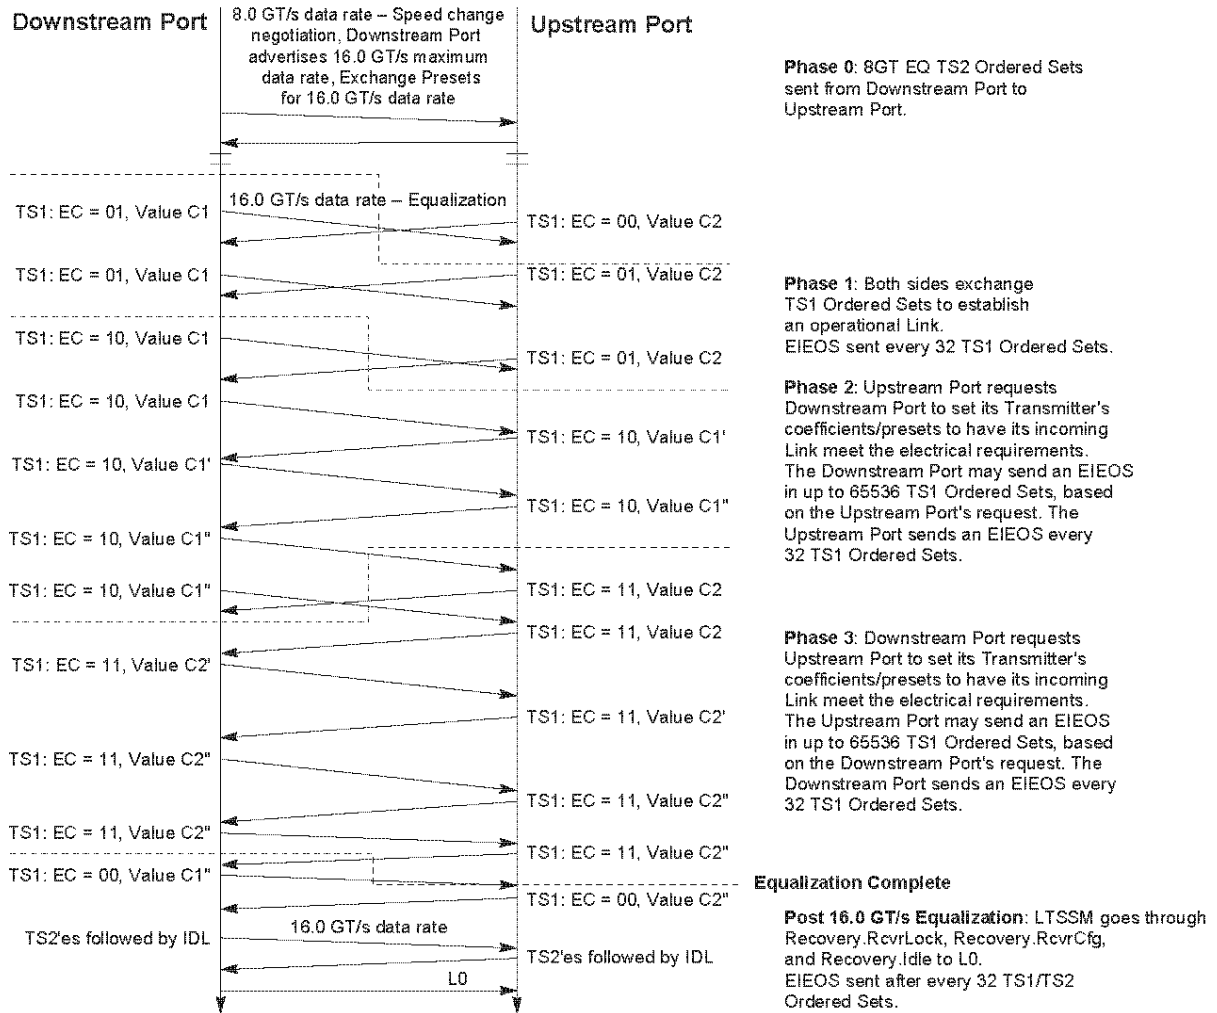 Downstream Port
8.0 GT/s data rate – Speed change
negotiation, Downstream Port
advertises 16.0 GT/s maximum
data rate, Exchange Presets
for 16.0 GT/s data rate
Upstream Port
Phase 0: 8GT EQ TS2 Ordered Sets
sent from Downstream Port to
Upstream Port.
16.0 GT/s data rate – Equalization
TS1: EC = 01, Value C1
TS1: EC = 00, Value C2
TS1: EC = 01, Value C1
TS1: EC = 01, Value C2
Phase 1: Both sides exchange
TS1 Ordered Sets to establish
an operational Link.
EIEOS sent every 32 TS1 Ordered Sets.
TS1: EC = 10, Value C1
TS1: EC = 01, Value C2
TS1: EC = 10, Value C1
TS1: EC = 10, Value C1'
TS1: EC = 10, Value C1'
TS1: EC = 10, Value C1"
TS1: EC = 10, Value C1"
Phase 2: Upstream Port requests
Downstream Port to set its Transmitter's
coefficients/presets to have its incoming
Link meet the electrical requirements.
The Downstream Port may send an EIEOS
in up to 65536 TS1 Ordered Sets, based
on the Upstream Port's request. The
Upstream Port sends an EIEOS every
32 TS1 Ordered Sets.
TS1: EC = 10, Value C1"
TS1: EC = 11, Value C2
TS1: EC = 11, Value C2
TS1: EC = 11, Value C2'
TS1: EC = 11, Value C2'
TS1: EC = 11, Value C2"
TS1: EC = 11, Value C2"
TS1: EC = 11, Value C2"
TS1: EC = 11, Value C2"
Phase 3: Downstream Port requests
Upstream Port to set its Transmitter's
coefficients/presets to have its incoming
Link meet the electrical requirements.
The Upstream Port may send an EIEOS
in up to 65536 TS1 Ordered Sets, based
on the Downstream Port's request. The
Downstream Port sends an EIEOS every
32 TS1 Ordered Sets.
TS1: EC = 00, Value C1"
Equalization Complete
TS1: EC = 00, Value C2"
16.0 GT/s data rate
TS2'es followed by IDL
TS2'es followed by IDL
L0
Post 16.0 GT/s Equalization: LTSSM goes through
Recovery.RcvrLock, Recovery.RcvrCfg,
and Recovery.Idle to L0.
EIEOS sent after every 32 TS1/TS2
Ordered Sets.